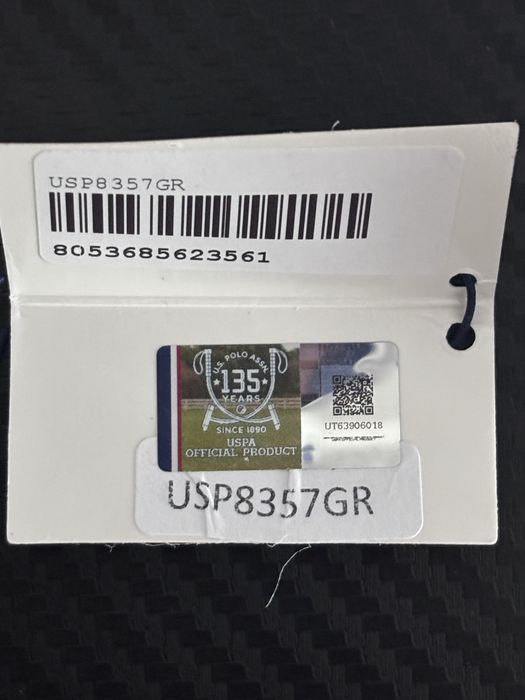 USP8357GR
8053685623561
U.S. POLO ASSN.
135
YEARS
SINCE 1890
USPA
OFFICIAL PRODUCT
UT63906018
USP8357GR